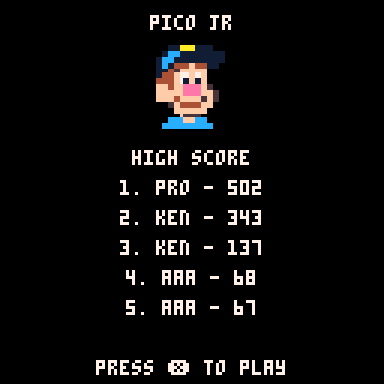 PICO JR
HIGH SCORE
1. PRO - 502
2. KEN - 343
3. KEN - 137
4. AAA - 68
5. AAA - 67
PRESS ❎ TO PLAY